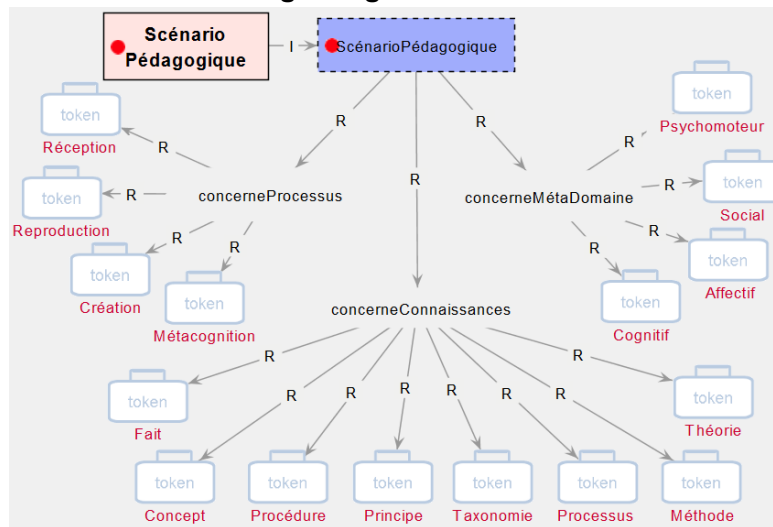 Scénario
Pédagogique
I
ScénarioPédagogique
token
Réception
R
R
R
R
token
Psychomoteur
R
token
Reproduction
R
concerneProcessus
concerneMétaDomaine
R
token
Social
R
R
R
R
token
Création
token
Métacognition
token
Cognitif
token
Affectif
concerneConnaissances
R
R
token
Fait
R
R
R
R
R
R
token
Théorie
token
Concept
token
Procédure
token
Principe
token
Taxonomie
token
Processus
token
Méthode